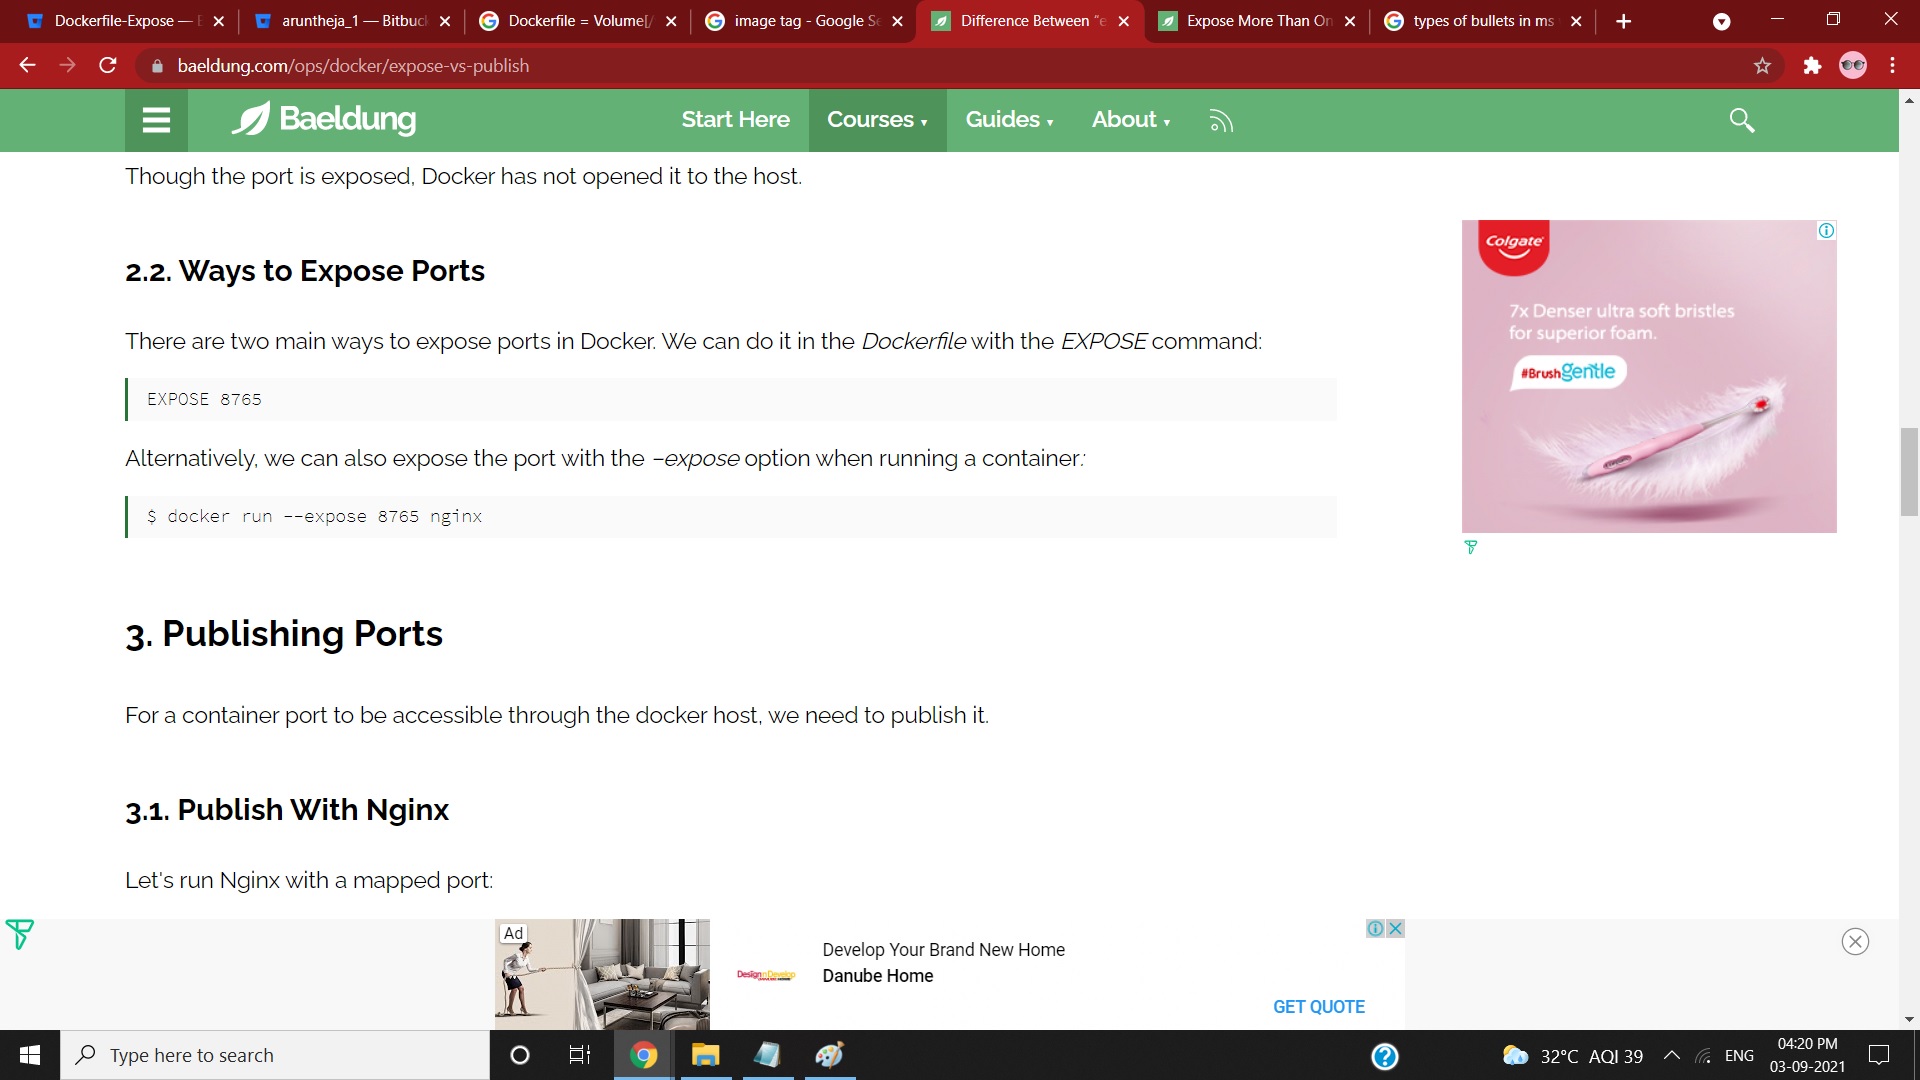 Dockerfile-Expose — E
aruntheja_1 — Bitbuc
Dockerfile = Volume[/
image tag - Google Se
Difference Between "e
Expose More Than On
types of bullets in ms
baeldung.com/ops/docker/expose-vs-publish
Baeldung
Start Here
Courses
Guides
About
Though the port is exposed, Docker has not opened it to the host.
2.2. Ways to Expose Ports
There are two main ways to expose ports in Docker. We can do it in the Dockerfile with the EXPOSE command:
EXPOSE 8765
Alternatively, we can also expose the port with the –expose option when running a container:
$ docker run --expose 8765 nginx
Colgate
7x Denser ultra soft bristles
for superior foam.
#Brushgentle
3. Publishing Ports
For a container port to be accessible through the docker host, we need to publish it.
3.1. Publish With Nginx
Let's run Nginx with a mapped port:
Ad
Develop Your Brand New Home
Danube Home
GET QUOTE
Type here to search
32°C AQI 39
ENG
04:20 PM
03-09-2021